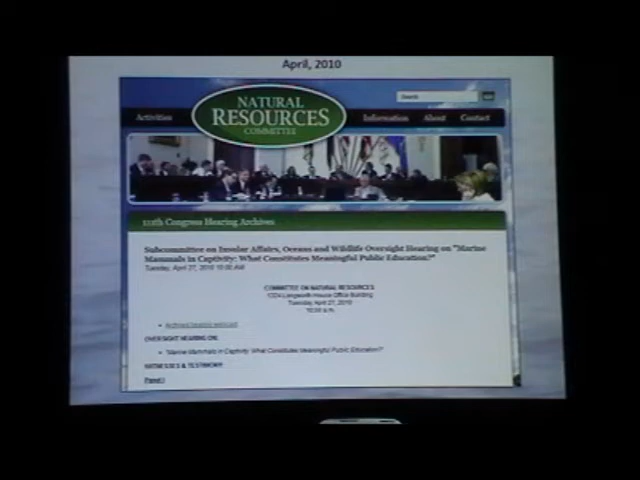 April, 2010
Search
NATURAL
RESOURCES
COMMITTEE
Activities
Information
About
Contact
111th Congress Hearing Archives
Subcommittee on Insular Affairs, Oceans and Wildlife Oversight Hearing on "Marine
Mammals in Captivity: What Constitutes Meaningful Public Education?"
Tuesday, April 27, 2010 10:00 AM
COMMITTEE ON NATURAL RESOURCES
1324 Longworth House Office Building
Tuesday, April 27, 2010
10:00 a.m.
Archived hearing webcast
OVERSIGHT HEARING ON:
"Marine Mammals in Captivity: What Constitutes Meaningful Public Education?"
WITNESSES & TESTIMONY:
Panel I